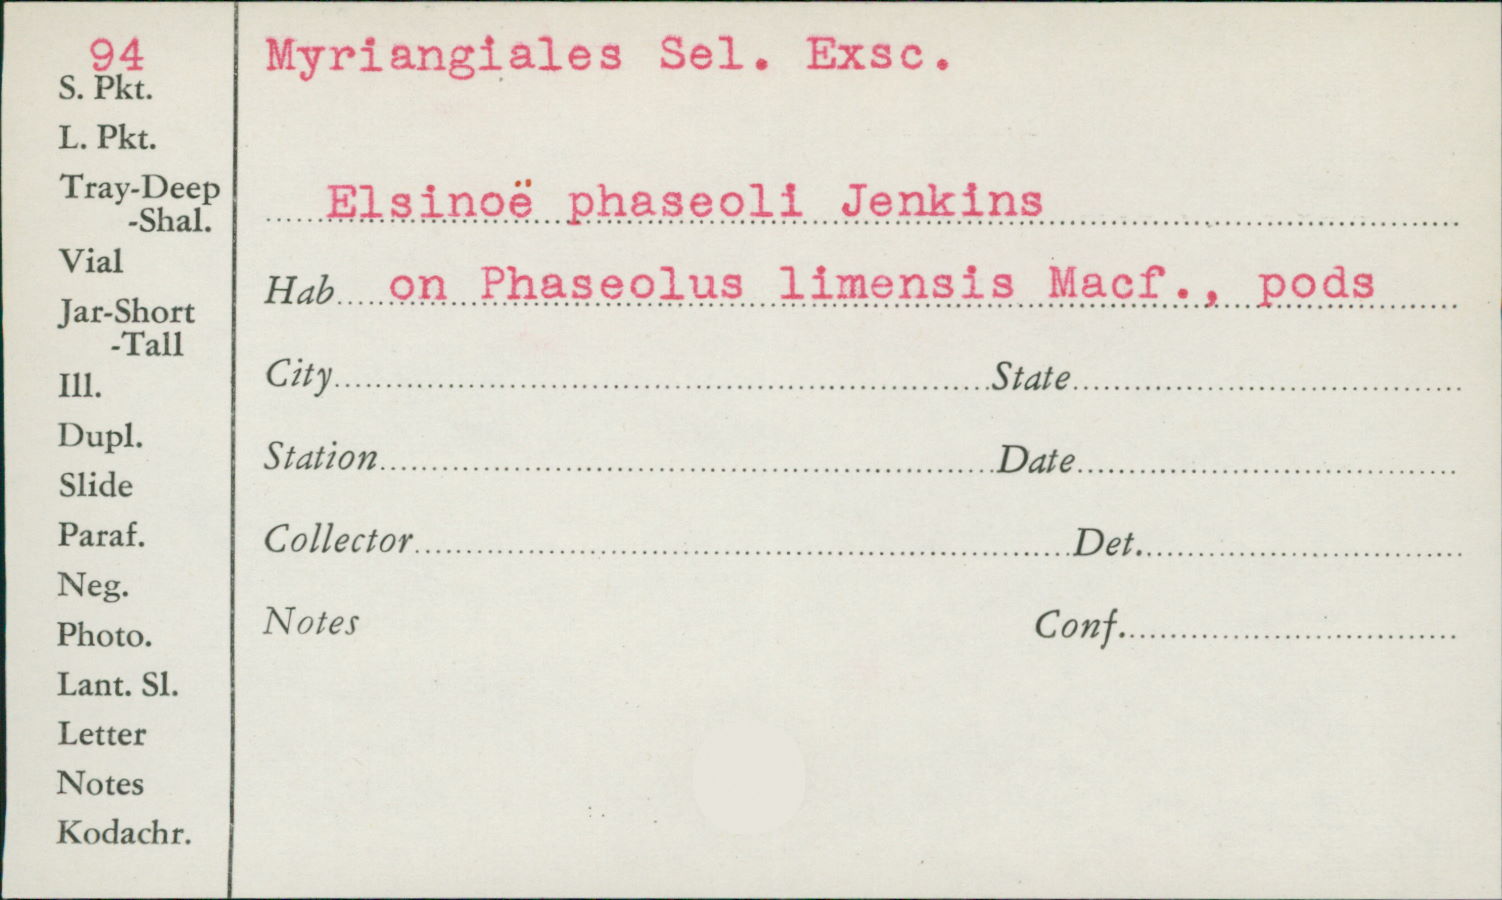 94
S. Pkt.
L. Pkt.
Tray-Deep
-Shal.
Vial
Jar-Short
-Tall
Ill.
Dupl.
Slide
Paraf.
Neg.
Photo.
Lant. Sl.
Letter
Notes
Kodachr.
Myriangiales Sel. Exsc.
Elsinoë phaseoli Jenkins
Hab. on Phaseolus limensis Macf., pods
City State
Station Date
Collector Det.
Notes Conf.